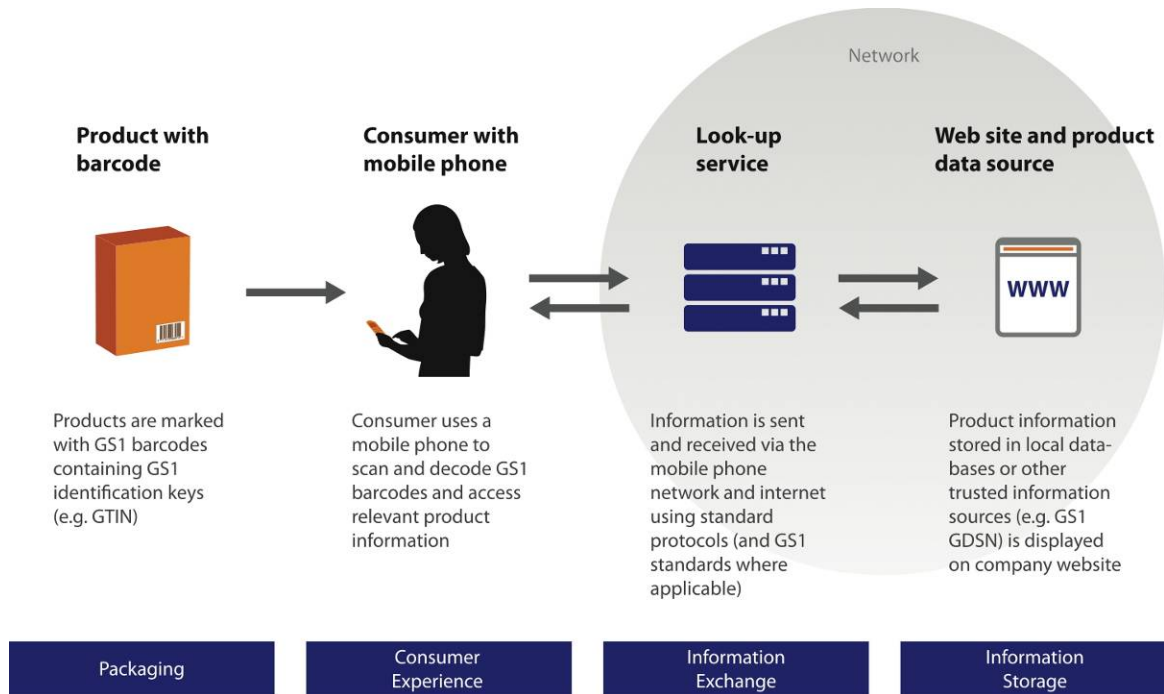 Network
Product with
barcode
Consumer with
mobile phone
Look-up
service
Web site and product
data source
WWW
Products are marked
with GS1 barcodes
containing GS1
identification keys
(e.g. GTIN)
Consumer uses a
mobile phone to
scan and decode GS1
barcodes and access
relevant product
information
Information is sent
and received via the
mobile phone
network and internet
using standard
protocols (and GS1
standards where
applicable)
Product information
stored in local data-
bases or other
trusted information
sources (e.g. GS1
GDSN) is displayed
on company website
Packaging
Consumer
Experience
Information
Exchange
Information
Storage